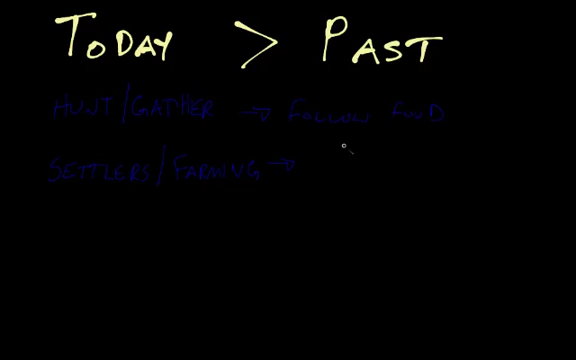 TODAY > PAST
HUNT/GATHER → FOLLOW FOOD
SETTLERS/FARMING →